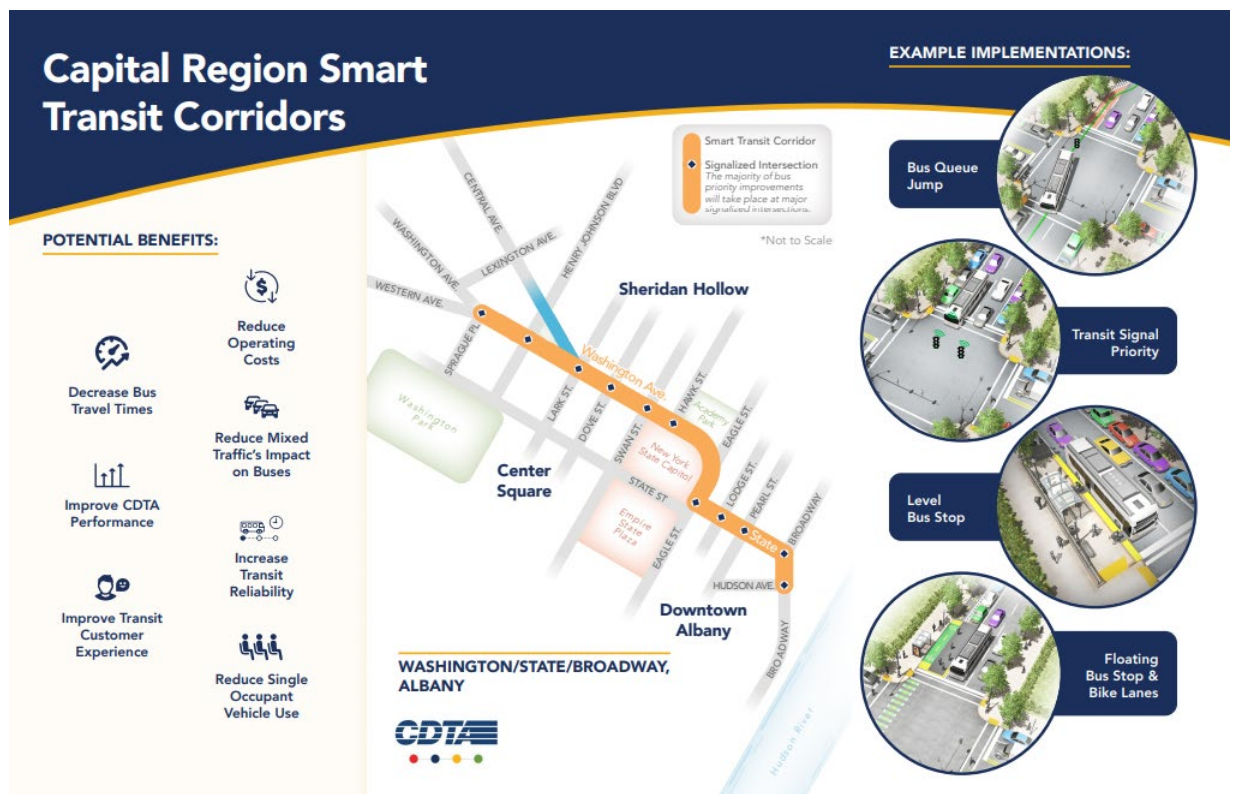 Capital Region Smart
Transit Corridors
EXAMPLE IMPLEMENTATIONS:
POTENTIAL BENEFITS:
Decrease Bus
Travel Times
Improve CDTA
Performance
Improve Transit
Customer
Experience
$
Reduce
Operating
Costs
Reduce Mixed
Traffic's Impact
on Buses
Increase
Transit
Reliability
Reduce Single
Occupant
Vehicle Use
Smart Transit Corridor
Signalized Intersection
The majority of bus
priority improvements
will take place at major
signalized intersections.
*Not to Scale
CENTRAL AVE.
WASHINGTON AVE.
LEXINGTON AVE.
HENRY JOHNSON BLVD
WESTERN AVE.
SPRAGUE PL.
Sheridan Hollow
Washington Ave.
Washington
Park
LARK ST.
DOVE ST.
SWAN ST.
HAWK ST.
Academy
Park
EAGLE ST.
New York
State Capitol
Center
Square
STATE ST
LODGE ST.
PEARL ST.
BROADWAY
Empire
State
Plaza
EAGLE ST.
State
HUDSON AVE.
Downtown
Albany
BROADWAY
Hudson River
WASHINGTON/STATE/BROADWAY,
ALBANY
CDTA
Bus Queue
Jump
Transit Signal
Priority
Level
Bus Stop
Floating
Bus Stop &
Bike Lanes